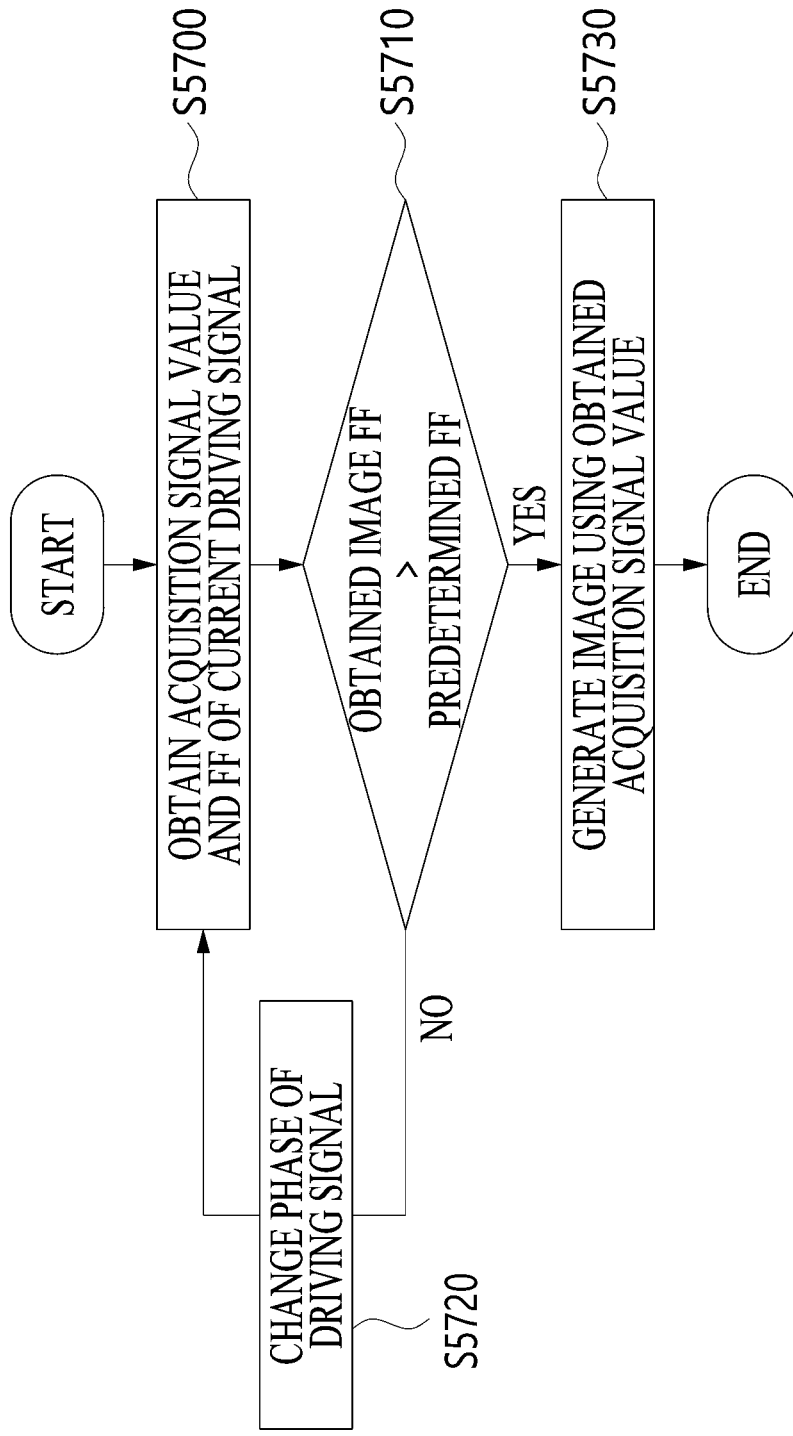 START
OBTAIN ACQUISITION SIGNAL VALUE
AND FF OF CURRENT DRIVING SIGNAL
S5700
OBTAINED IMAGE FF
>
PREDETERMINED FF
S5710
NO
YES
CHANGE PHASE OF
DRIVING SIGNAL
S5720
GENERATE IMAGE USING OBTAINED
ACQUISITION SIGNAL VALUE
S5730
END